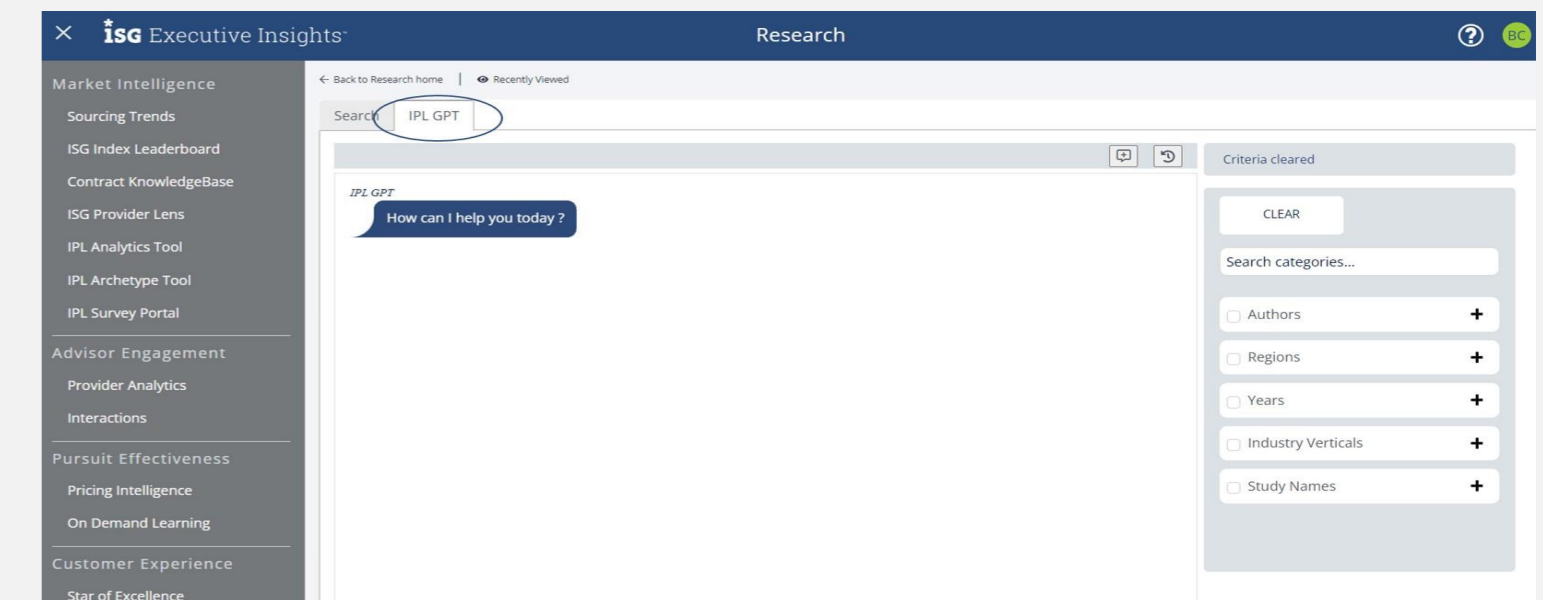 × ISG Executive Insights™
Research
?
BC
Market Intelligence
Sourcing Trends
ISG Index Leaderboard
Contract KnowledgeBase
ISG Provider Lens
IPL Analytics Tool
IPL Archetype Tool
IPL Survey Portal
Advisor Engagement
Provider Analytics
Interactions
Pursuit Effectiveness
Pricing Intelligence
On Demand Learning
Customer Experience
Star of Excellence
← Back to Research home | Recently Viewed
Search IPL GPT
IPL GPT
How can I help you today ?
Criteria cleared
CLEAR
Search categories...
Authors +
Regions +
Years +
Industry Verticals +
Study Names +